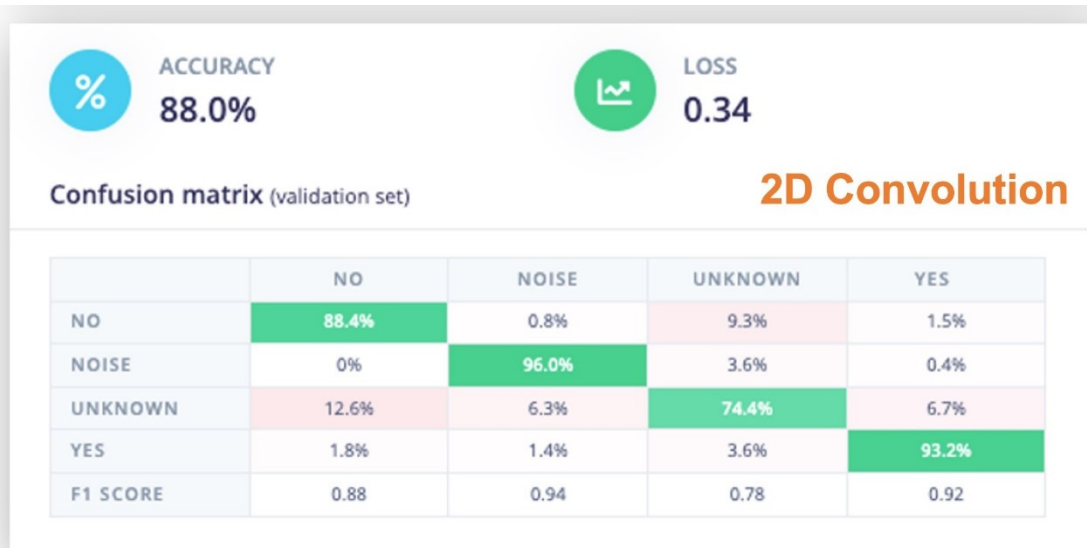 ACCURACY
88.0%
LOSS
0.34
Confusion matrix (validation set)
2D Convolution
NO NOISE UNKNOWN YES
NO 88.4% 0.8% 9.3% 1.5%
NOISE 0% 96.0% 3.6% 0.4%
UNKNOWN 12.6% 6.3% 74.4% 6.7%
YES 1.8% 1.4% 3.6% 93.2%
F1 SCORE 0.88 0.94 0.78 0.92